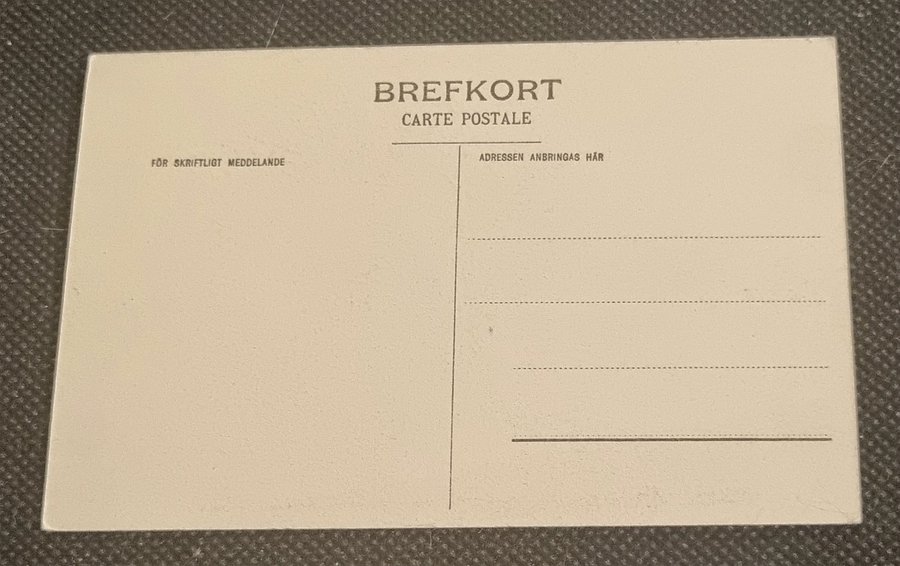 BREFKORT
CARTE POSTALE
FÖR SKRIFTLIGT MEDDELANDE
ADRESSEN ANBRINGAS HÄR